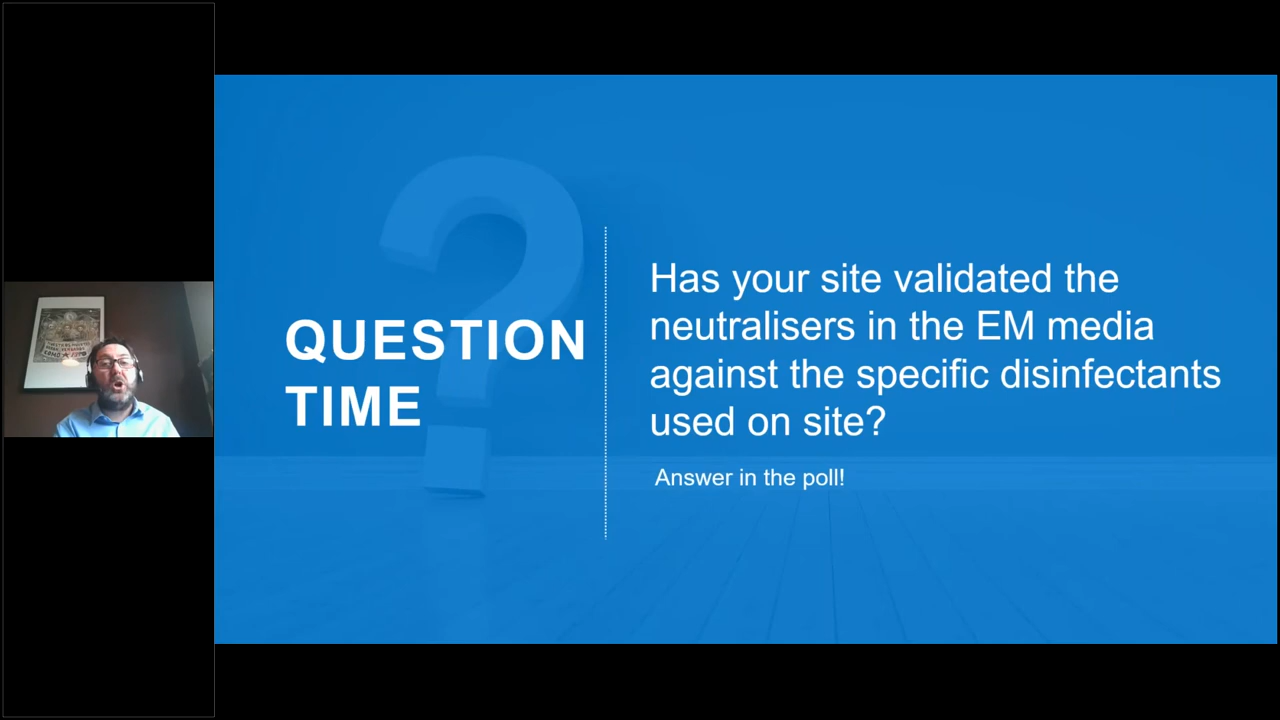 QUESTION
TIME
Has your site validated the
neutralisers in the EM media
against the specific disinfectants
used on site?
Answer in the poll!